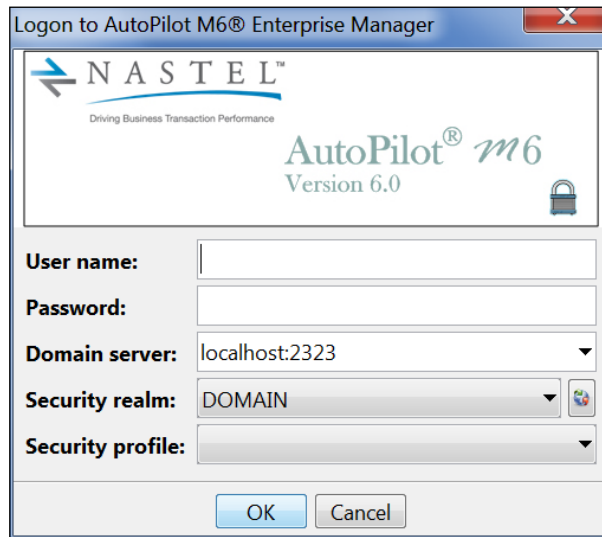 Logon to AutoPilot M6® Enterprise Manager
NASTEL™
Driving Business Transaction Performance
AutoPilot® m6
Version 6.0
User name:
Password:
Domain server: localhost:2323
Security realm: DOMAIN
Security profile:
OK Cancel